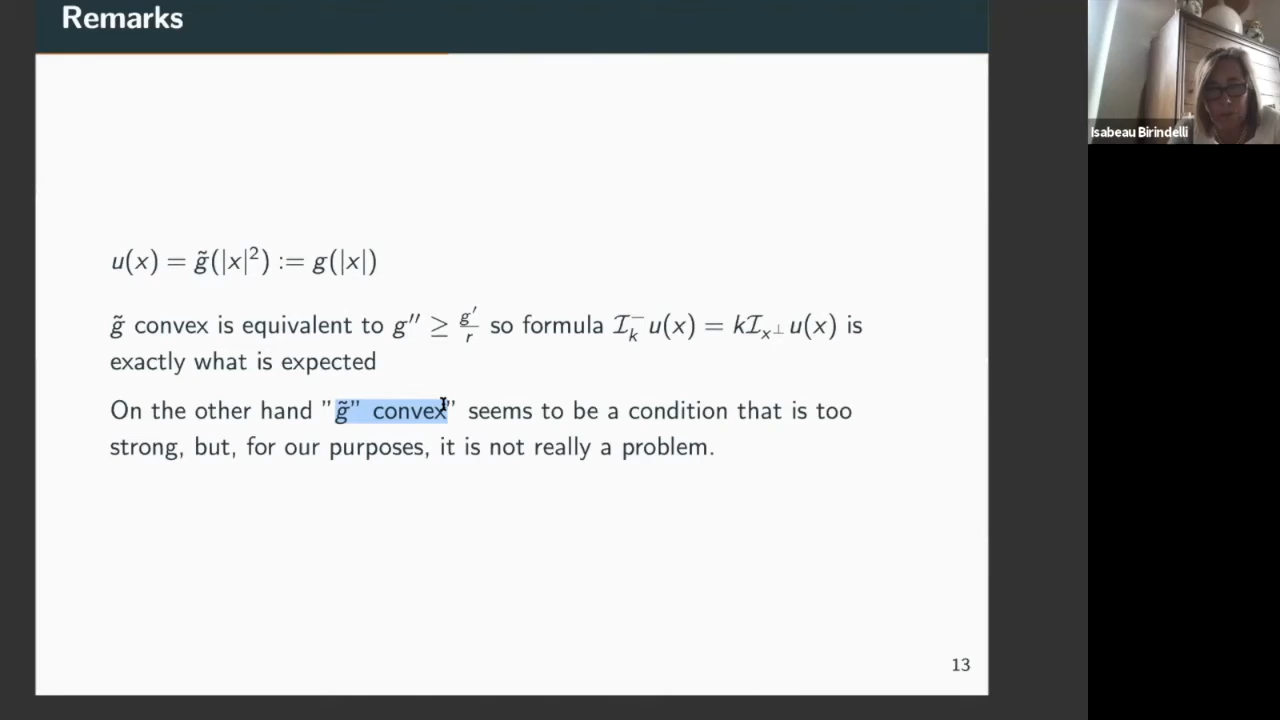 Remarks
u(x) = g̃(|x|²) := g(|x|)
g̃ convex is equivalent to g″ ≥ g′/r so formula 𝓘ₖ⁻u(x) = k𝓘ₓ⊥u(x) is
exactly what is expected
On the other hand ”g̃” convex” seems to be a condition that is too
strong, but, for our purposes, it is not really a problem.
13
Isabeau Birindelli